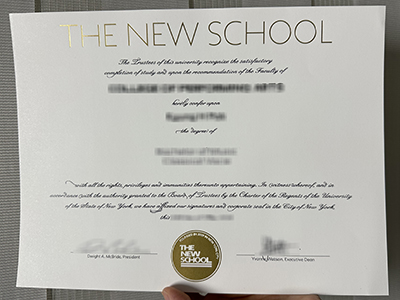 THE NEW SCHOOL
The Trustees of this university recognize the satisfactory
completion of study and upon the recommendation of the Faculty of
COLLEGE OF PERFORMING ARTS
hereby confer upon
the degree of
with all the rights, privileges and immunities thereunto appertaining. In witness whereof, and in
accordance with the authority granted to the Board of Trustees by the Charter of the Regents of the University
of the State of New York, we have affixed our signatures and corporate seal in the City of New York,
this
Dwight A. McBride, President
Executive Dean
THE
NEW
SCHOOL